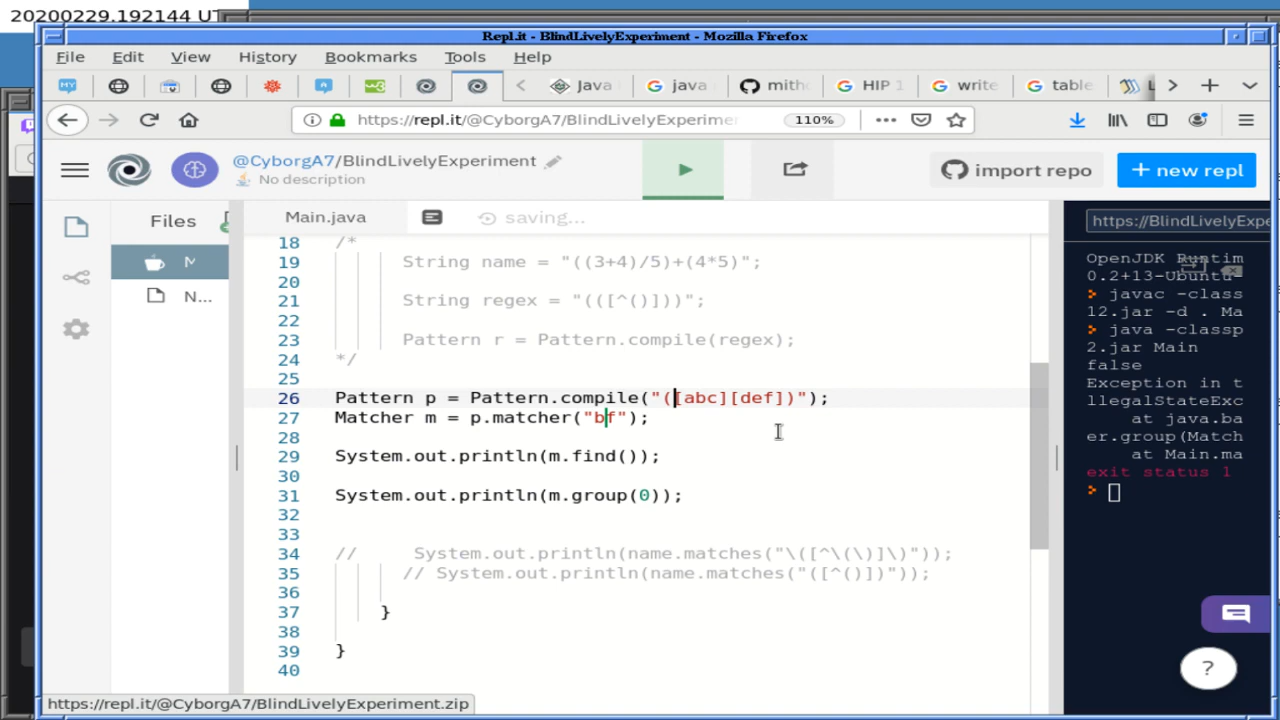 20200229.192144 UT
Repl.it - BlindLivelyExperiment - Mozilla Firefox
File Edit View History Bookmarks Tools Help
Java java mith HIP 1 write table L
https://repl.it/@CyborgA7/BlindLivelyExperimer 110%
@CyborgA7/BlindLivelyExperiment
No description
import repo
+ new repl
Files
Main.java
saving...
https://BlindLivelyExpe
M
N...
18 /*
19 String name = "((3+4)/5)+(4*5)";
20
21 String regex = "(([^()]))";
22
23 Pattern r = Pattern.compile(regex);
24 */
25
26 Pattern p = Pattern.compile("([abc][def])");
27 Matcher m = p.matcher("bf");
28
29 System.out.println(m.find());
30
31 System.out.println(m.group(0));
32
33
34 // System.out.println(name.matches("\([^\(\)]\)"));
35 // System.out.println(name.matches("([^()])"));
36
37 }
38
39 }
40
OpenJDK Runtim
0.2+13-Ubuntu-
javac -class
12.jar -d . Ma
java -classp
2.jar Main
false
Exception in t
llegalStateExc
at java.ba
er.group(Match
at Main.ma
exit status 1
?
https://repl.it/@CyborgA7/BlindLivelyExperiment.zip